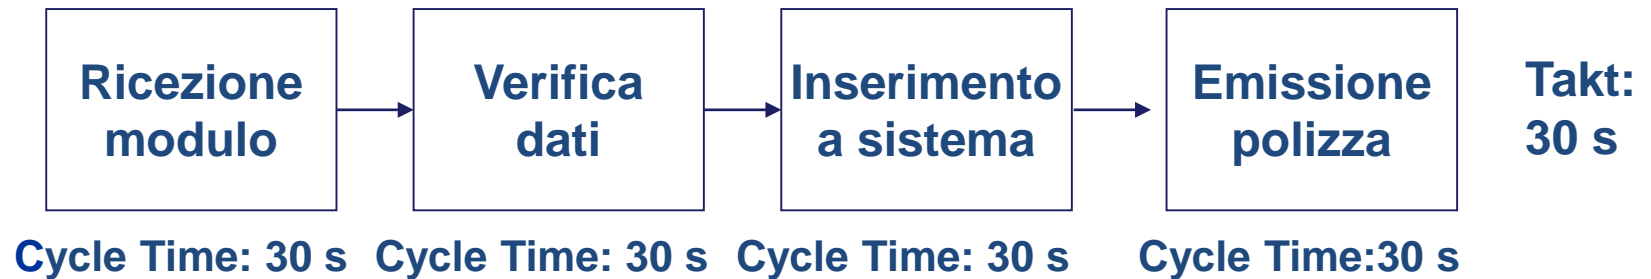 Ricezione
modulo
Verifica
dati
Inserimento
a sistema
Emissione
polizza
Takt:
30 s
Cycle Time: 30 s
Cycle Time: 30 s
Cycle Time: 30 s
Cycle Time:30 s